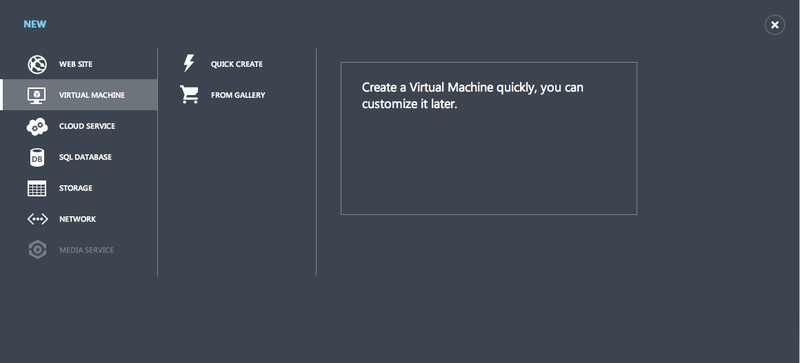 NEW
WEB SITE
VIRTUAL MACHINE
CLOUD SERVICE
DB
SQL DATABASE
STORAGE
NETWORK
MEDIA SERVICE
QUICK CREATE
FROM GALLERY
Create a Virtual Machine quickly, you can
customize it later.